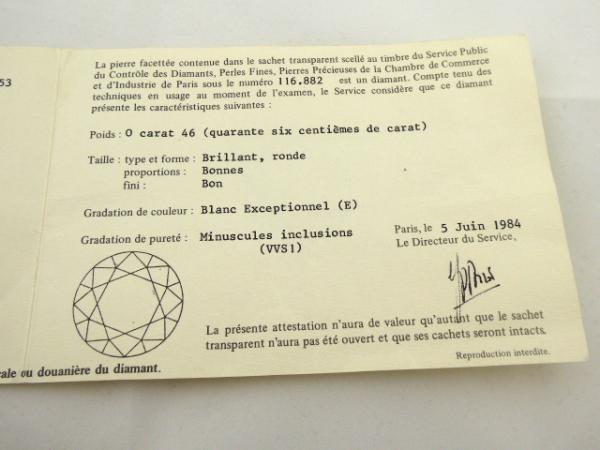 53
La pierre facettée contenue dans le sachet transparent scellé au timbre du Service Public
du Contrôle des Diamants, Perles Fines, Pierres Précieuses de la Chambre de Commerce
et d'Industrie de Paris sous le numéro 116.882 est un diamant. Compte tenu des
techniques en usage au moment de l'examen, le Service considère que ce diamant
présente les caractéristiques suivantes :
Poids : 0 carat 46 (quarante six centièmes de carat)
Taille : type et forme : Brillant, ronde
proportions : Bonnes
fini : Bon
Gradation de couleur : Blanc Exceptionnel (E)
Gradation de pureté : Minuscules inclusions
(VVS1)
Paris, le 5 Juin 1984
Le Directeur du Service,
La présente attestation n'aura de valeur qu'autant que le sachet
transparent n'aura pas été ouvert et que ses cachets seront intacts.
Reproduction interdite.
ale ou douanière du diamant.